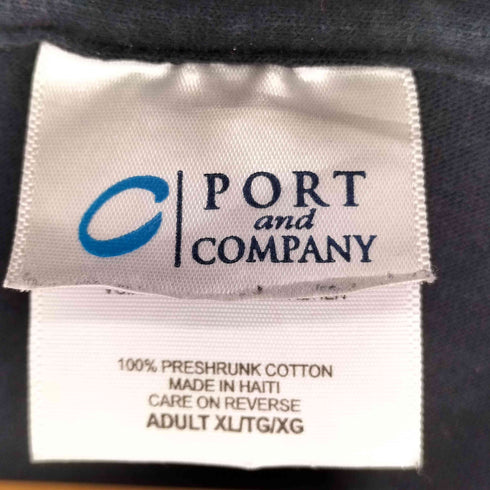 PORT
and
COMPANY
100% PRESHRUNK COTTON
MADE IN HAITI
CARE ON REVERSE
ADULT XL/TG/XG